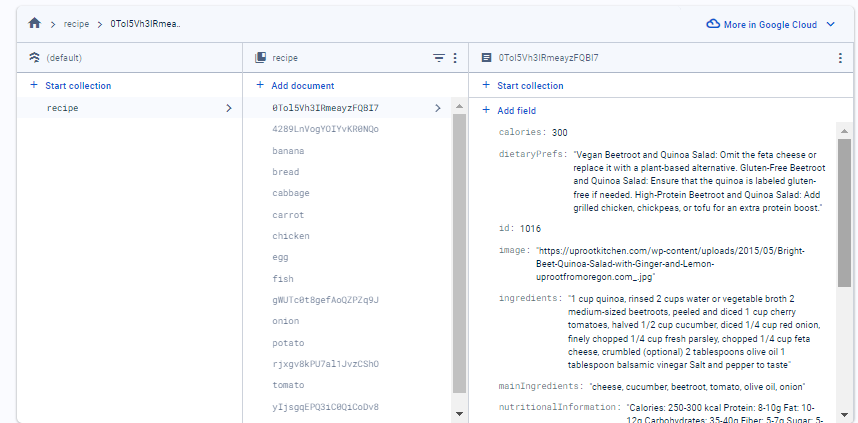 recipe
0Tol5Vh3IRmea..
More in Google Cloud
(default)
recipe
0Tol5Vh3IRmeayzFQBI7
+ Start collection
+ Add document
+ Start collection
recipe
0Tol5Vh3IRmeayzFQBI7
4289LnVogYOIYvKR0NQo
banana
bread
cabbage
carrot
chicken
egg
fish
gWUTc0t8gefAoQZPZq9J
onion
potato
rjxgv8kPU7al1JvzCShO
tomato
yIjsgqEPQ3iC0QiCoDv8
+ Add field
calories: 300
dietaryPrefs: "Vegan Beetroot and Quinoa Salad: Omit the feta cheese or
replace it with a plant-based alternative. Gluten-Free Beetroot
and Quinoa Salad: Ensure that the quinoa is labeled gluten-
free if needed. High-Protein Beetroot and Quinoa Salad: Add
grilled chicken, chickpeas, or tofu for an extra protein boost."
id: 1016
image: "https://uprootkitchen.com/wp-content/uploads/2015/05/Bright-
Beet-Quinoa-Salad-with-Ginger-and-Lemon-
uprootfromoregon.com_.jpg"
ingredients: "1 cup quinoa, rinsed 2 cups water or vegetable broth 2
medium-sized beetroots, peeled and diced 1 cup cherry
tomatoes, halved 1/2 cup cucumber, diced 1/4 cup red onion,
finely chopped 1/4 cup fresh parsley, chopped 1/4 cup feta
cheese, crumbled (optional) 2 tablespoons olive oil 1
tablespoon balsamic vinegar Salt and pepper to taste"
mainIngredients: "cheese, cucumber, beetroot, tomato, olive oil, onion"
nutritionalInformation: "Calories: 250-300 kcal Protein: 8-10g Fat: 10-
12g Carbohydrates: 35-40g Fiber: 5-7g Sugar: 5-